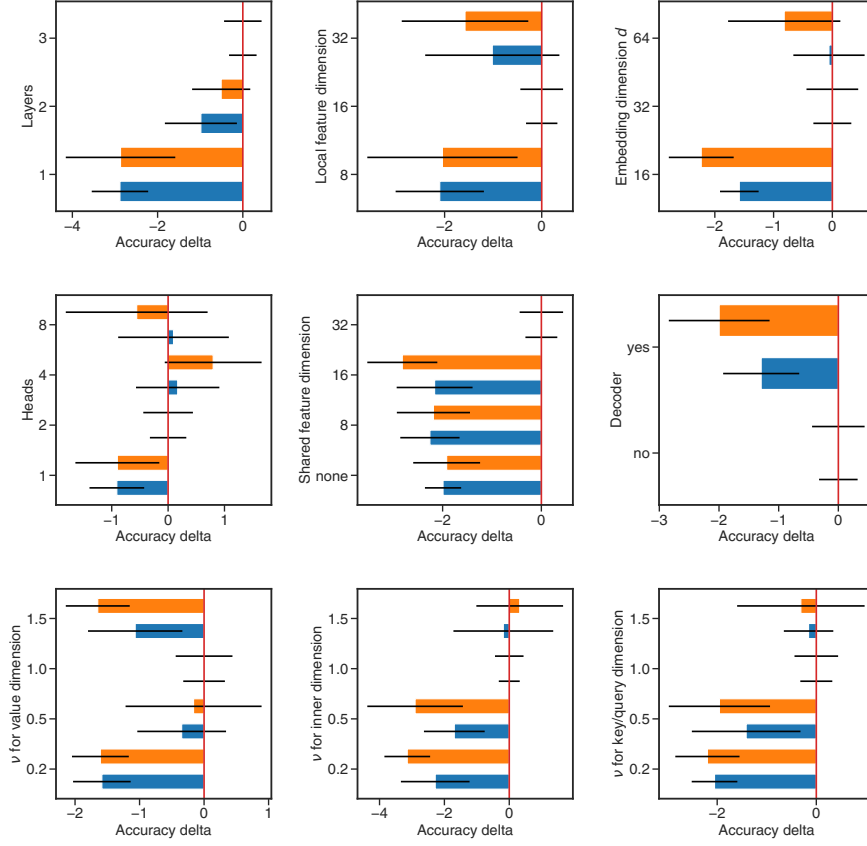 Layers
3
2
1
−4
−2
0
Accuracy delta
Local feature dimension
32
16
8
−2
0
Accuracy delta
Embedding dimension d
64
32
16
−2
−1
0
Accuracy delta
Heads
8
4
2
1
−1
0
1
Accuracy delta
Shared feature dimension
32
16
8
none
−2
0
Accuracy delta
Decoder
yes
no
−3
−2
−1
0
Accuracy delta
ν for value dimension
1.5
1.0
0.5
0.2
−2
−1
0
1
Accuracy delta
ν for inner dimension
1.5
1.0
0.5
0.2
−4
−2
0
Accuracy delta
ν for key/query dimension
1.5
1.0
0.5
0.2
−2
0
Accuracy delta